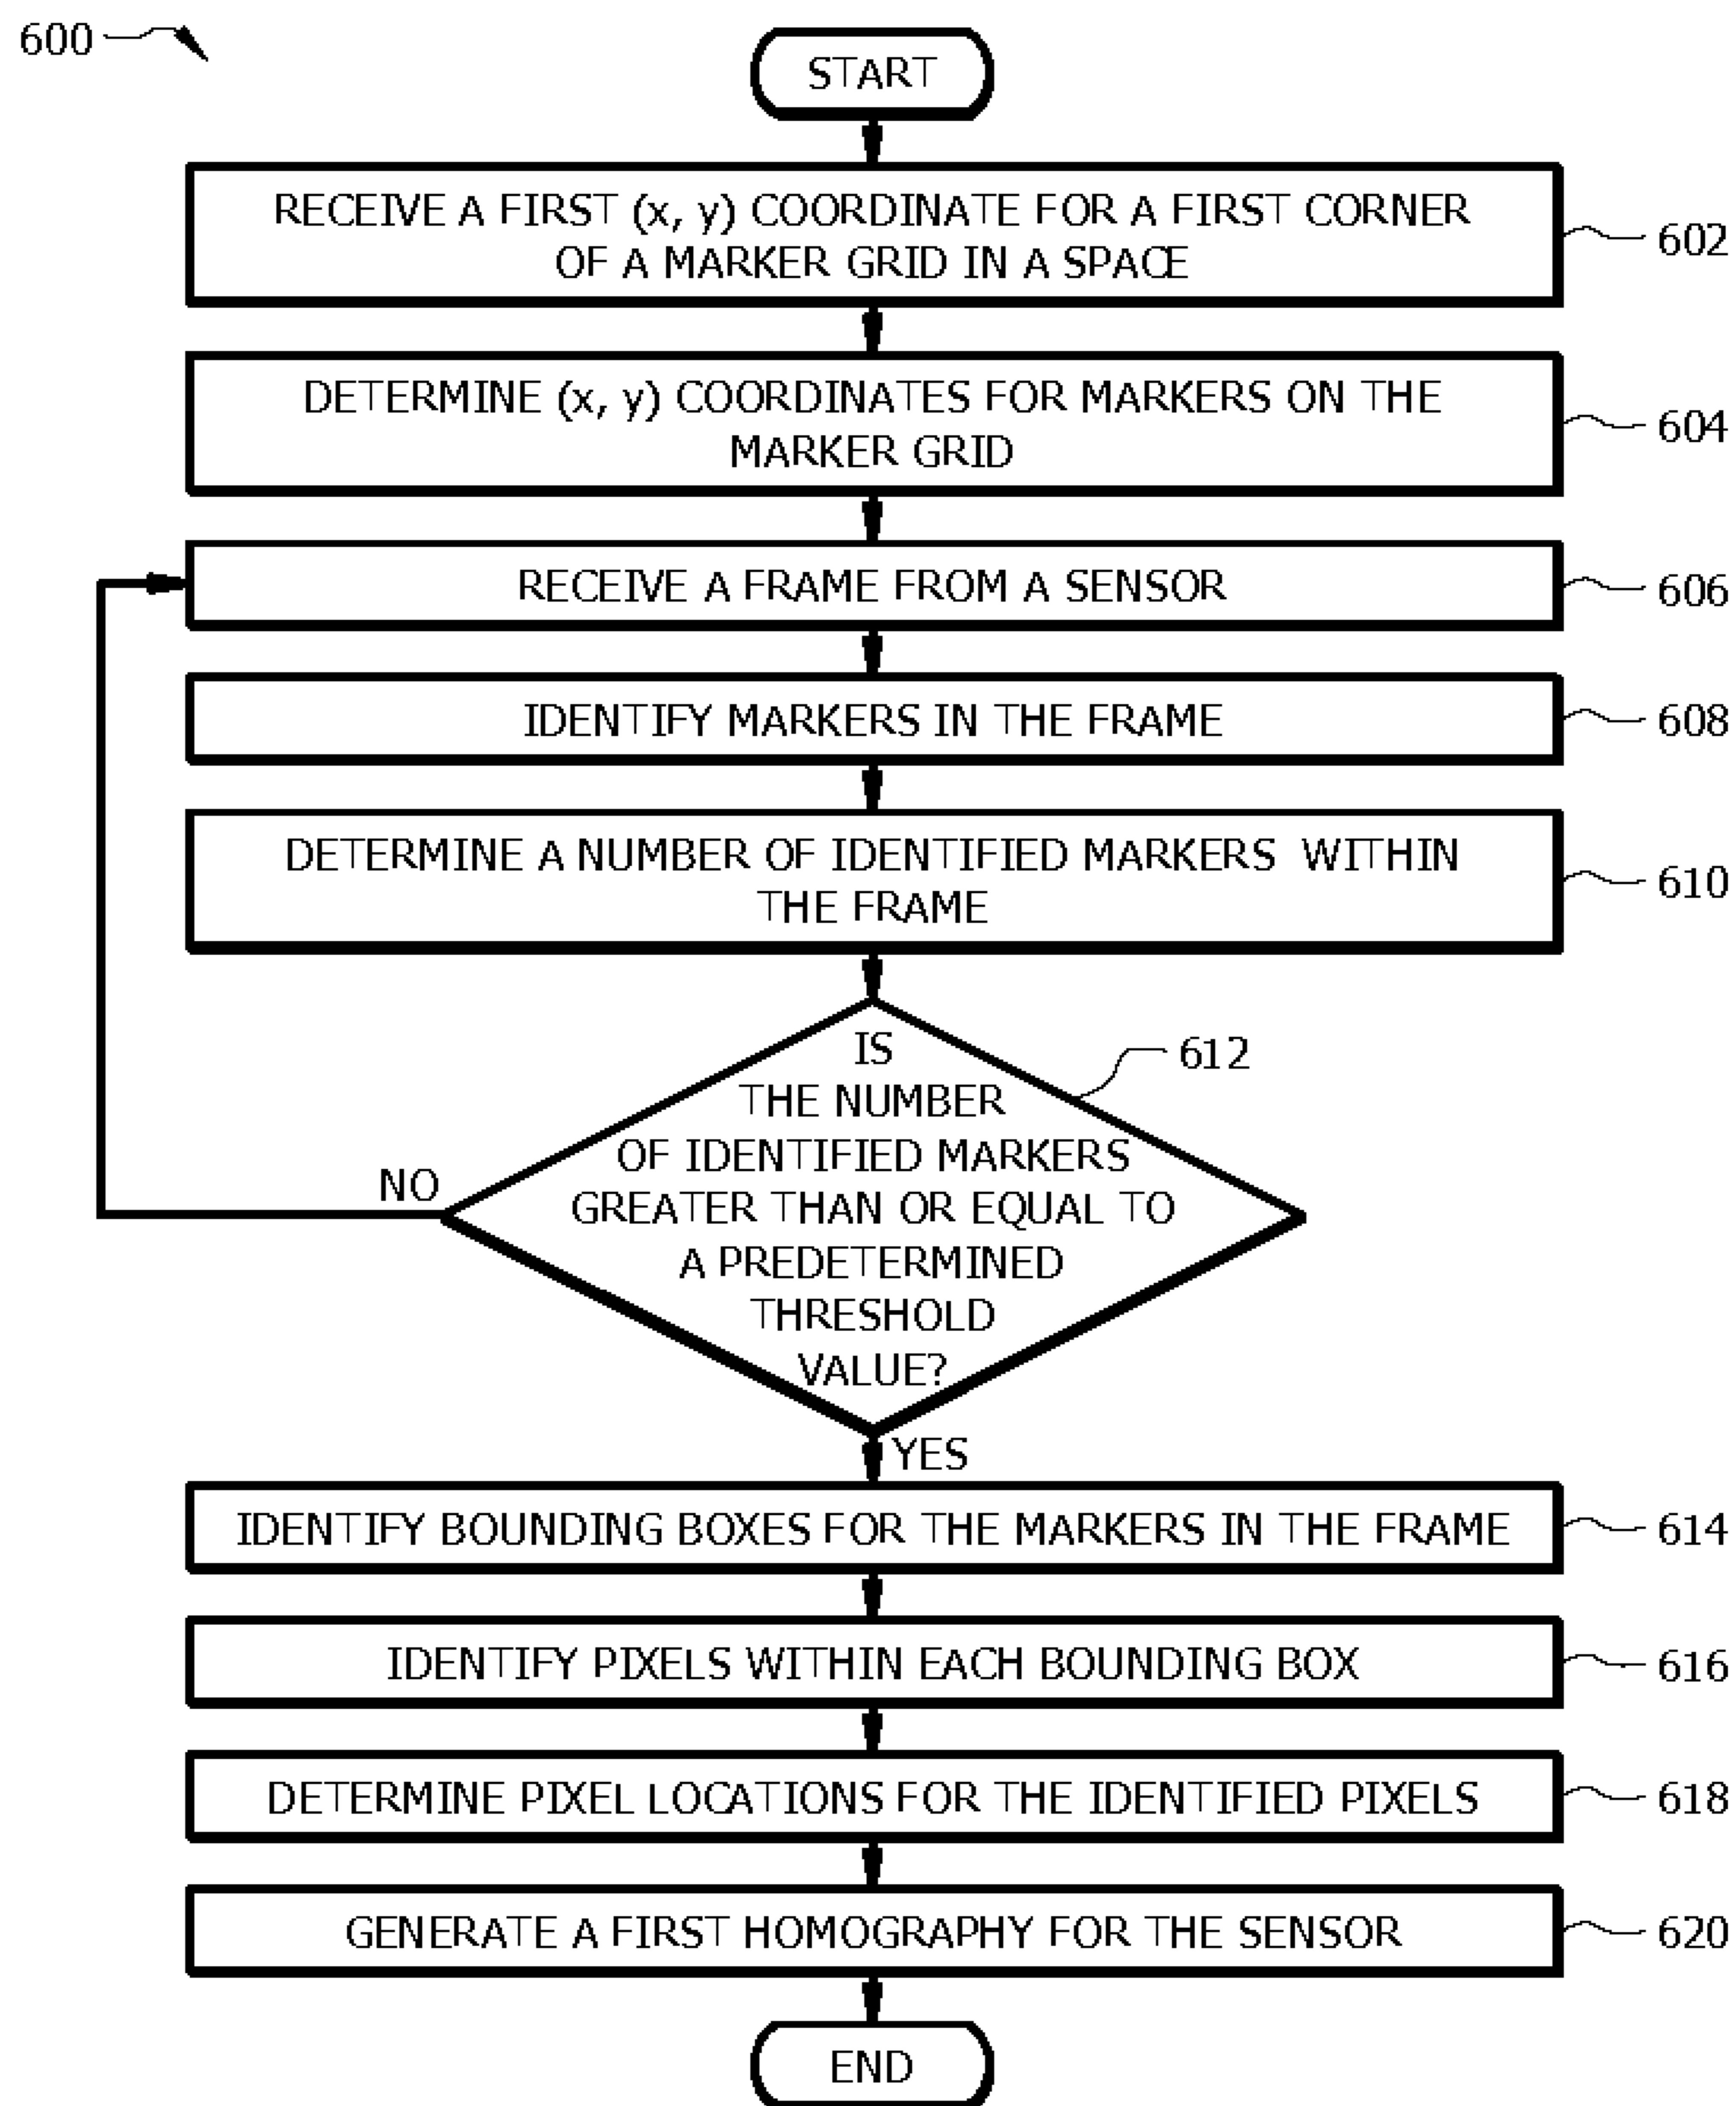 600
START
RECEIVE A FIRST (x, y) COORDINATE FOR A FIRST CORNER
OF A MARKER GRID IN A SPACE
602
DETERMINE (x, y) COORDINATES FOR MARKERS ON THE
MARKER GRID
604
RECEIVE A FRAME FROM A SENSOR
606
IDENTIFY MARKERS IN THE FRAME
608
DETERMINE A NUMBER OF IDENTIFIED MARKERS WITHIN
THE FRAME
610
IS
THE NUMBER
OF IDENTIFIED MARKERS
GREATER THAN OR EQUAL TO
A PREDETERMINED
THRESHOLD
VALUE?
612
NO
YES
IDENTIFY BOUNDING BOXES FOR THE MARKERS IN THE FRAME
614
IDENTIFY PIXELS WITHIN EACH BOUNDING BOX
616
DETERMINE PIXEL LOCATIONS FOR THE IDENTIFIED PIXELS
618
GENERATE A FIRST HOMOGRAPHY FOR THE SENSOR
620
END